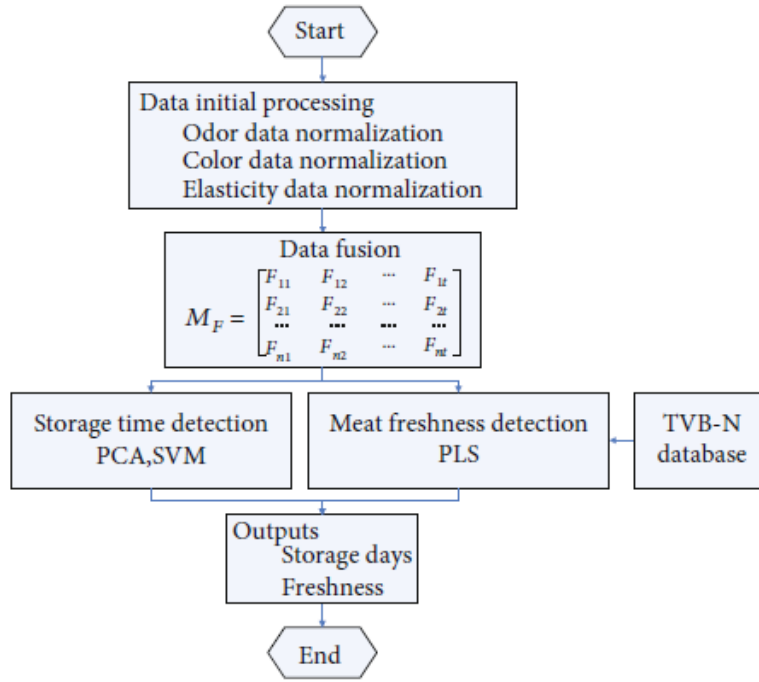 Start
Data initial processing
Odor data normalization
Color data normalization
Elasticity data normalization
Data fusion
M_F = [F_11 F_12 ... F_1t
F_21 F_22 ... F_2t
... ... ... ...
F_n1 F_n2 ... F_nt]
Storage time detection
PCA,SVM
Meat freshness detection
PLS
TVB-N
database
Outputs
Storage days
Freshness
End